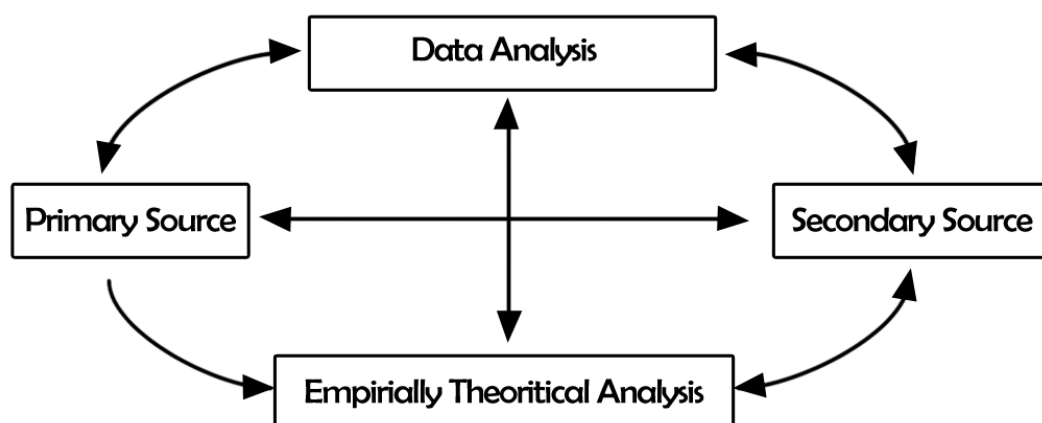 Data Analysis
Primary Source
Secondary Source
Empirially Theoritical Analysis